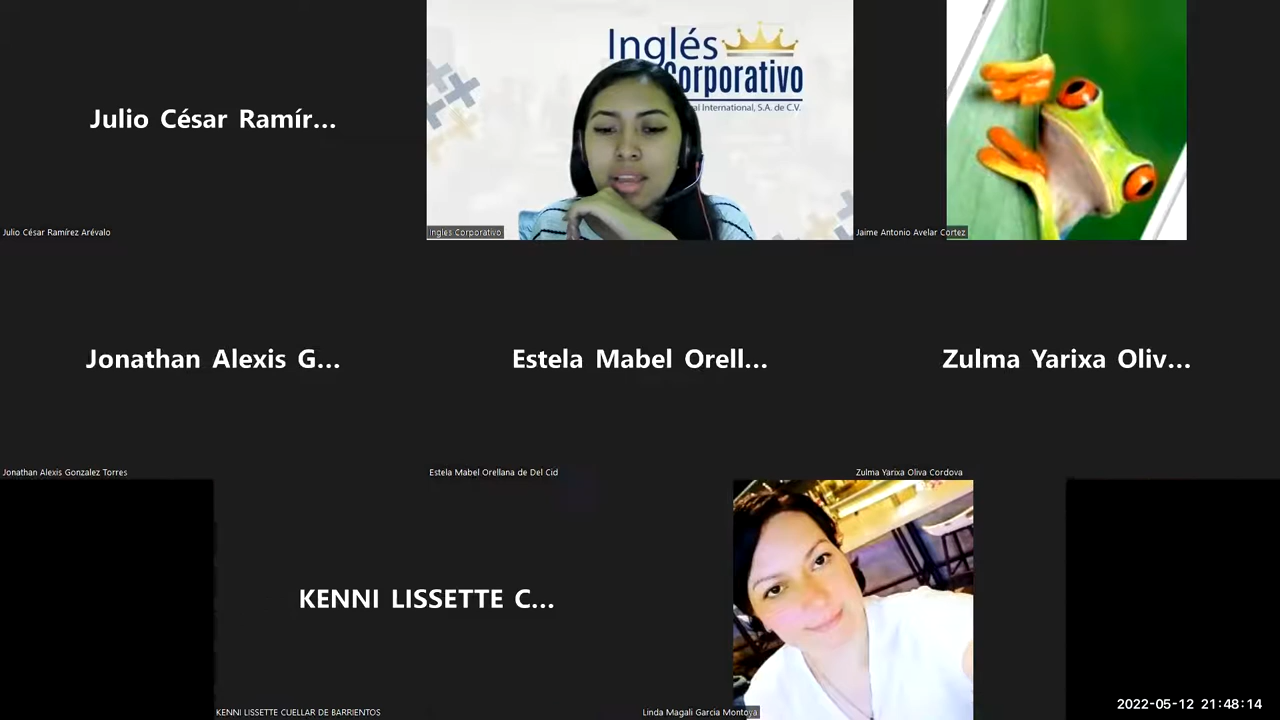 Julio César Ramír...
Julio César Ramírez Arévalo
Inglés
Corporativo
al International, S.A. de C.V.
Ingles Corporativo
Jaime Antonio Avelar Cortez
Jonathan Alexis G...
Jonathan Alexis Gonzalez Torres
Estela Mabel Orell...
Estela Mabel Orellana de Del Cid
Zulma Yarixa Oliv...
Zulma Yarixa Oliva Cordova
KENNI LISSETTE C...
KENNI LISSETTE CUELLAR DE BARRIENTOS
Linda Magali Garcia Montoya
2022-05-12 21:48:14